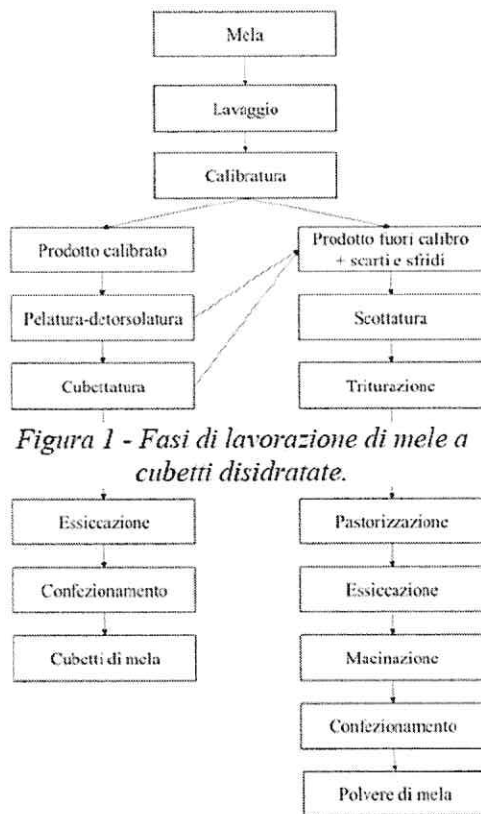 Mela
Lavaggio
Calibratura
Prodotto calibrato
Prodotto fuori calibro
+ scarti e sfridi
Pelatura-detorsolatura
Scottatura
Cubettatura
Triturazione
Figura 1 - Fasi di lavorazione di mele a
cubetti disidratate.
Essiccazione
Pastorizzazione
Confezionamento
Essiccazione
Cubetti di mela
Macinazione
Confezionamento
Polvere di mela